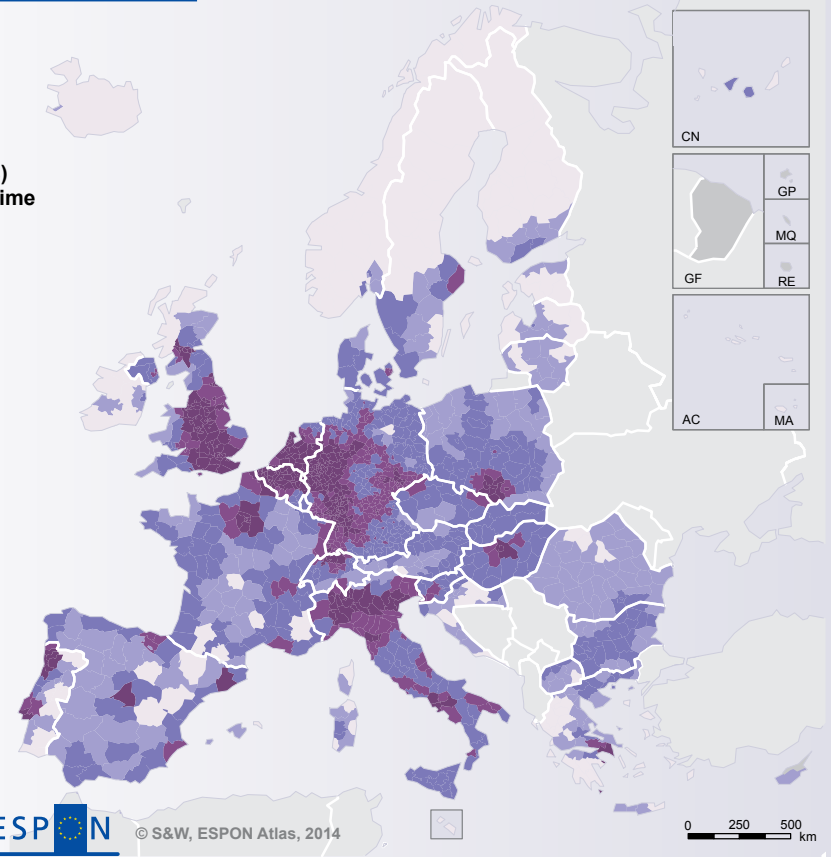 )
ime
CN
GP
MQ
GF
RE
AC
MA
ESPON
© S&W, ESPON Atlas, 2014
0 250 500
km